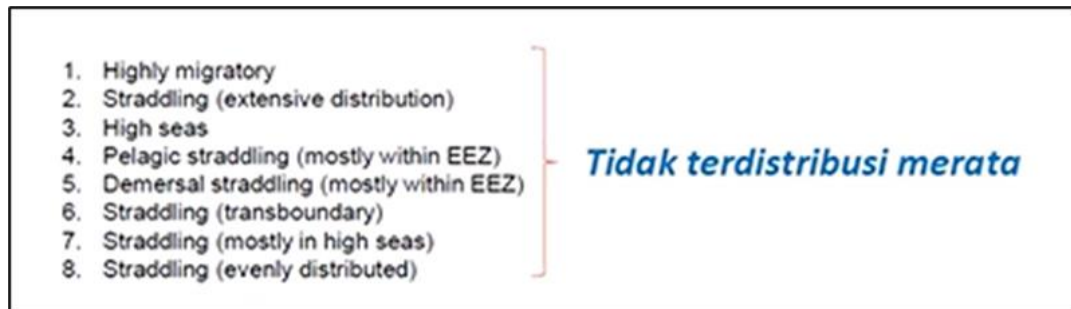 1. Highly migratory
2. Straddling (extensive distribution)
3. High seas
4. Pelagic straddling (mostly within EEZ)
5. Demersal straddling (mostly within EEZ)
6. Straddling (transboundary)
7. Straddling (mostly in high seas)
8. Straddling (evenly distributed)
Tidak terdistribusi merata